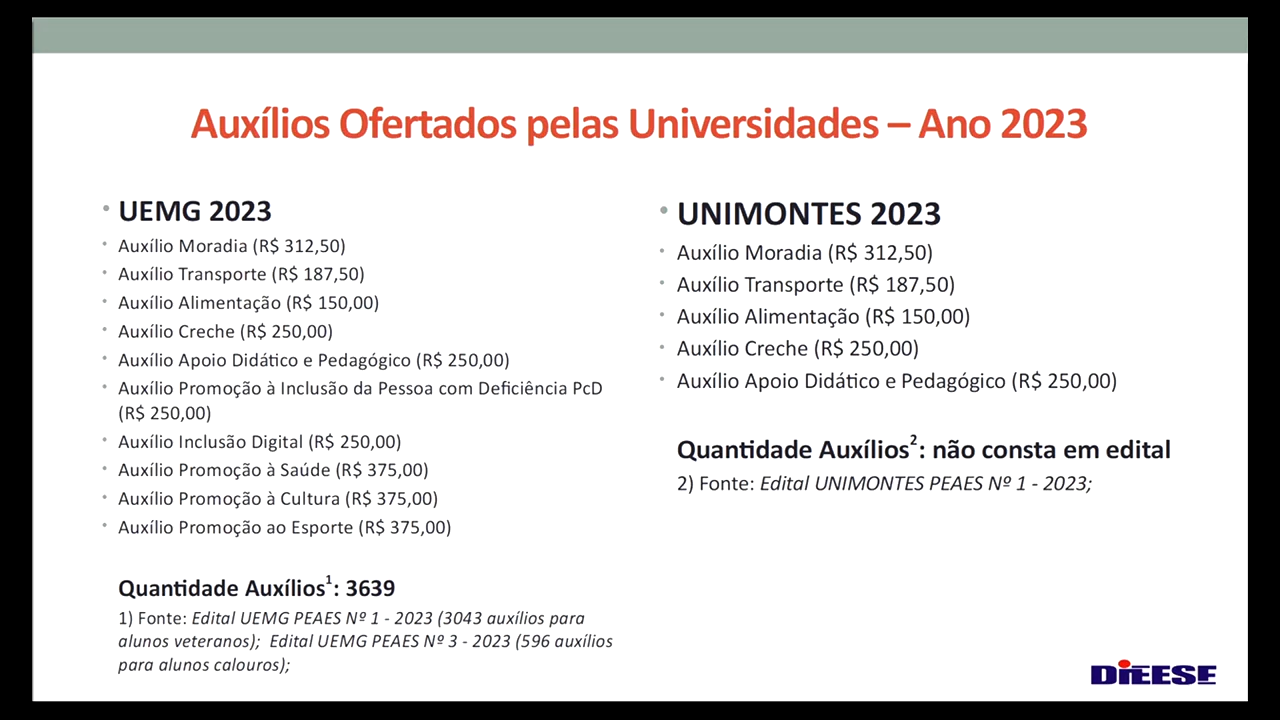 Auxílios Ofertados pelas Universidades – Ano 2023
• UEMG 2023
• Auxílio Moradia (R$ 312,50)
• Auxílio Transporte (R$ 187,50)
• Auxílio Alimentação (R$ 150,00)
• Auxílio Creche (R$ 250,00)
• Auxílio Apoio Didático e Pedagógico (R$ 250,00)
• Auxílio Promoção à Inclusão da Pessoa com Deficiência PcD
(R$ 250,00)
• Auxílio Inclusão Digital (R$ 250,00)
• Auxílio Promoção à Saúde (R$ 375,00)
• Auxílio Promoção à Cultura (R$ 375,00)
• Auxílio Promoção ao Esporte (R$ 375,00)
Quantidade Auxílios¹: 3639
1) Fonte: Edital UEMG PEAES Nº 1 - 2023 (3043 auxílios para
alunos veteranos); Edital UEMG PEAES Nº 3 - 2023 (596 auxílios
para alunos calouros);
• UNIMONTES 2023
• Auxílio Moradia (R$ 312,50)
• Auxílio Transporte (R$ 187,50)
• Auxílio Alimentação (R$ 150,00)
• Auxílio Creche (R$ 250,00)
• Auxílio Apoio Didático e Pedagógico (R$ 250,00)
Quantidade Auxílios²: não consta em edital
2) Fonte: Edital UNIMONTES PEAES Nº 1 - 2023;
DIEESE